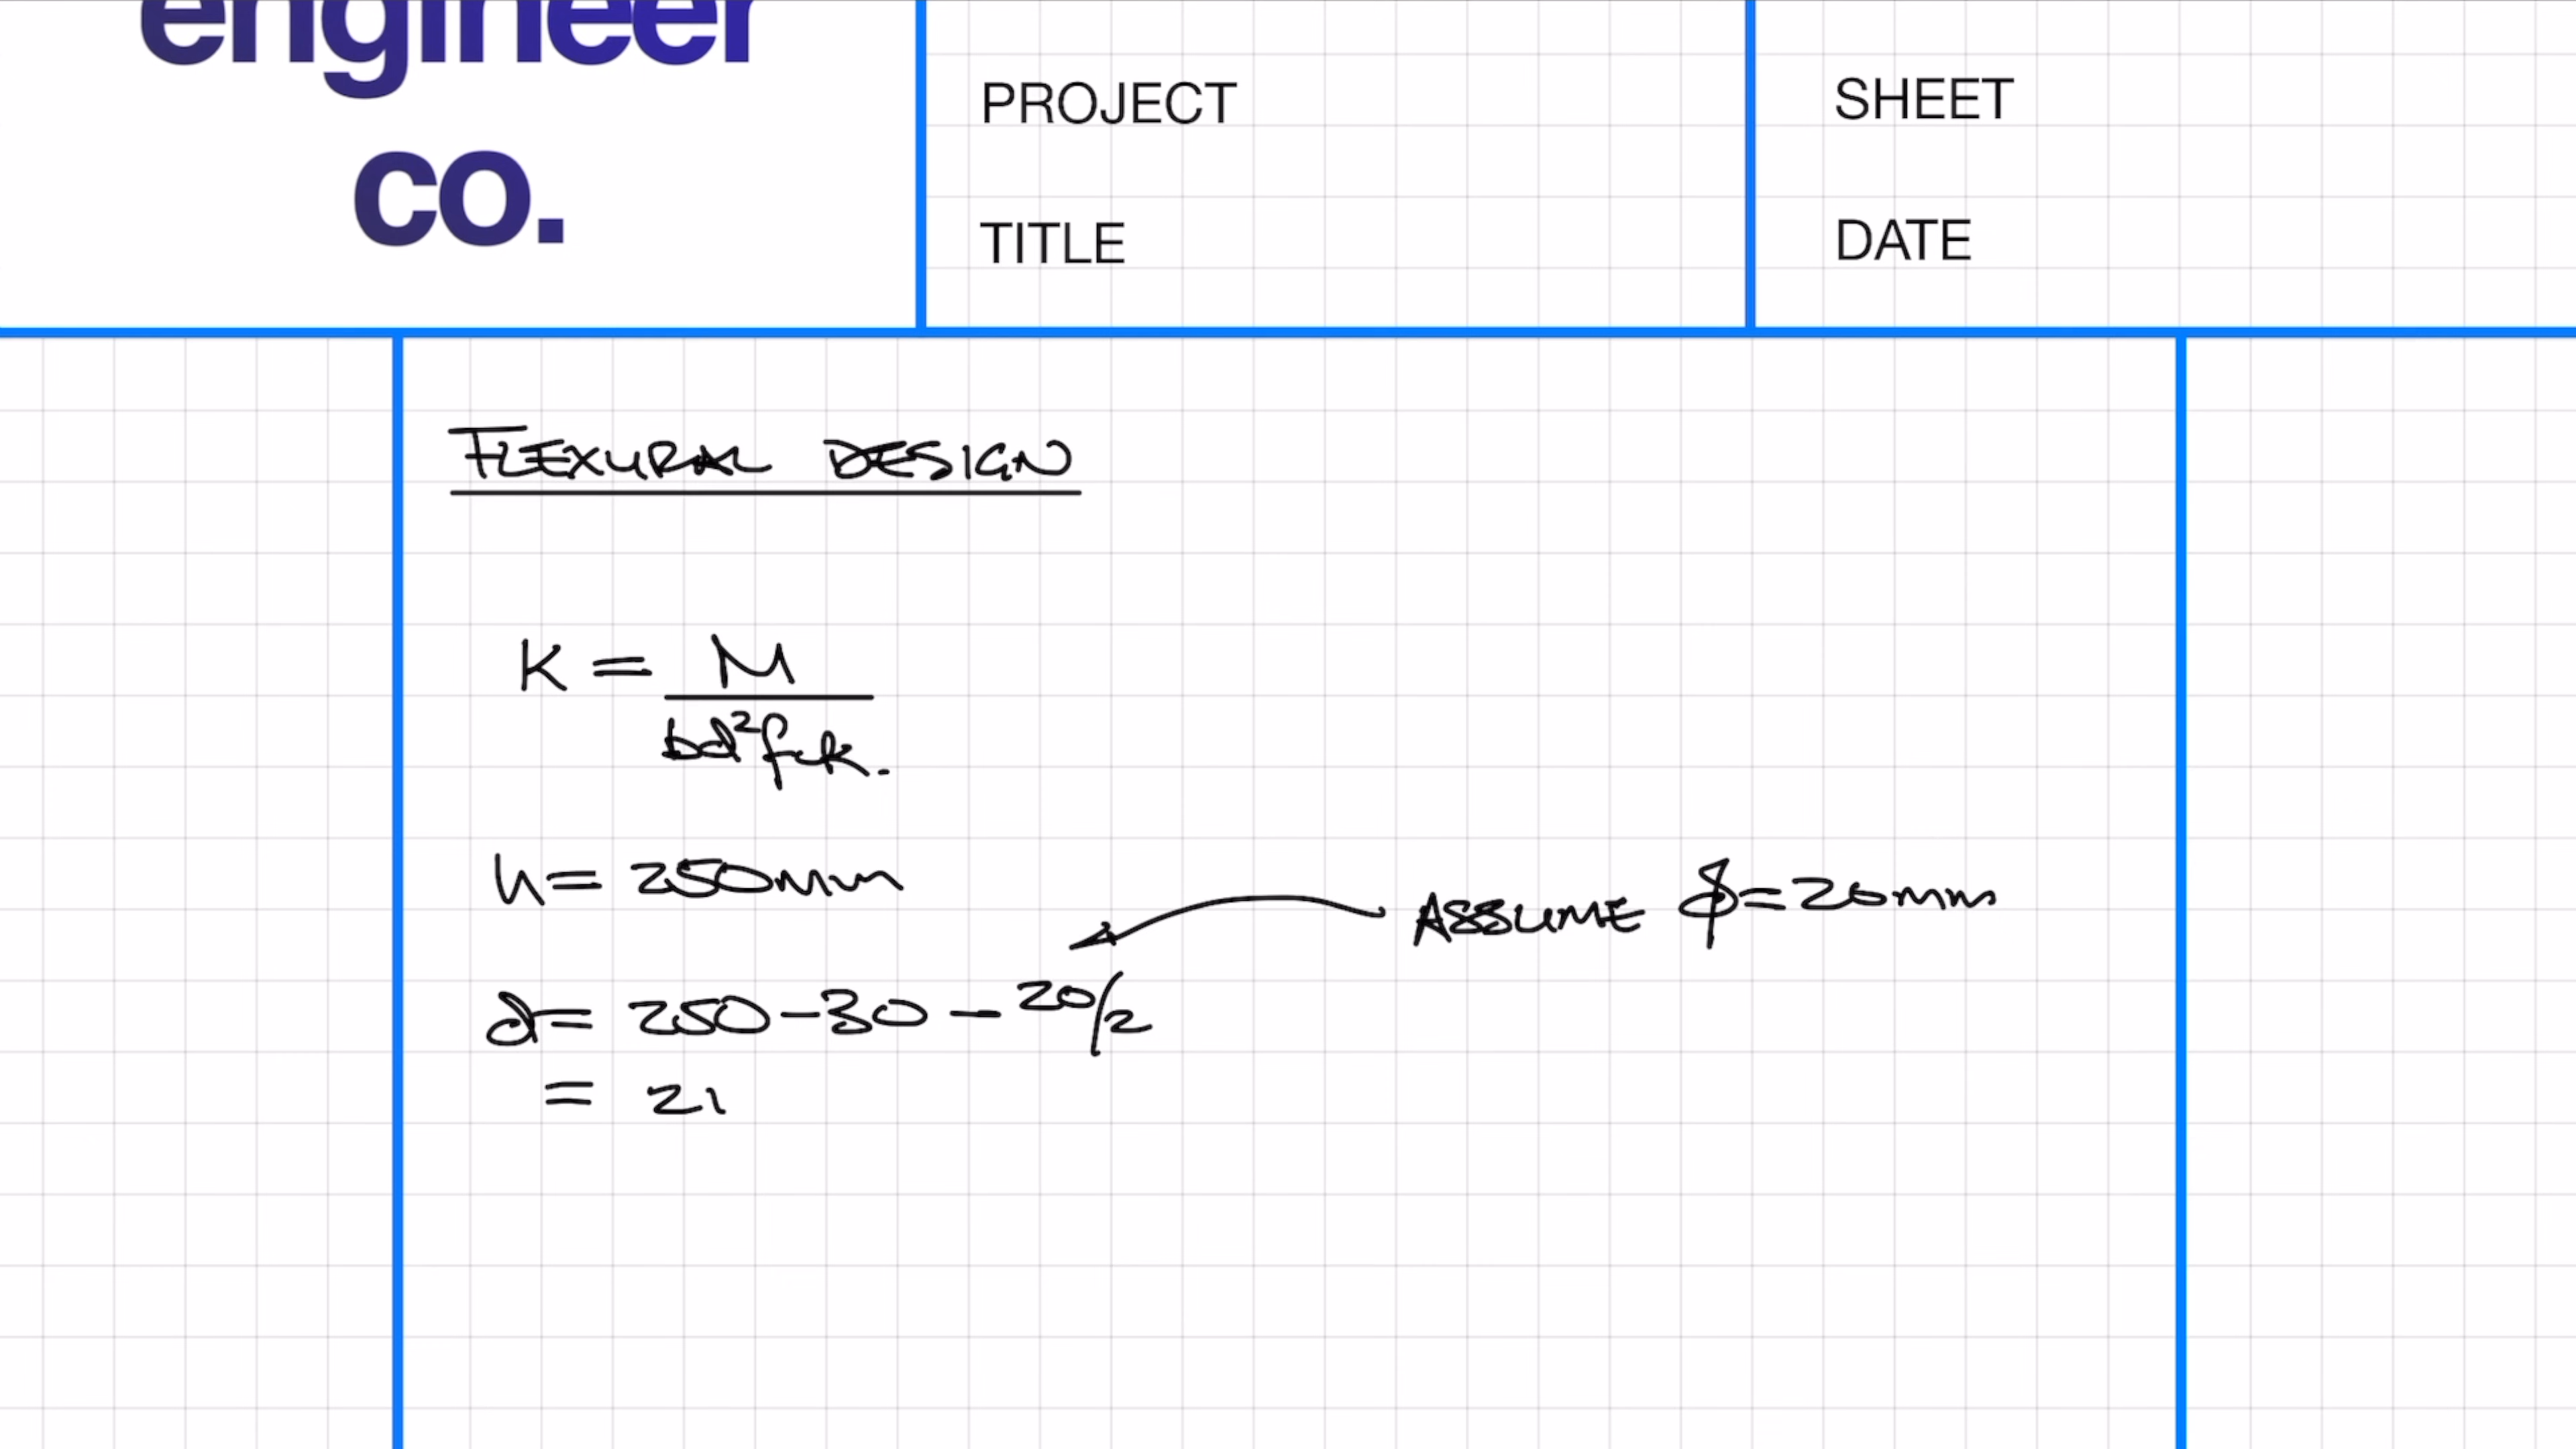 engineer
co.
PROJECT
TITLE
SHEET
DATE
FLEXURAL DESIGN
K = M
bd²fck.
h = 250mm
ASSUME ϕ = 20mm
d = 250 - 30 - 20/2
= 21